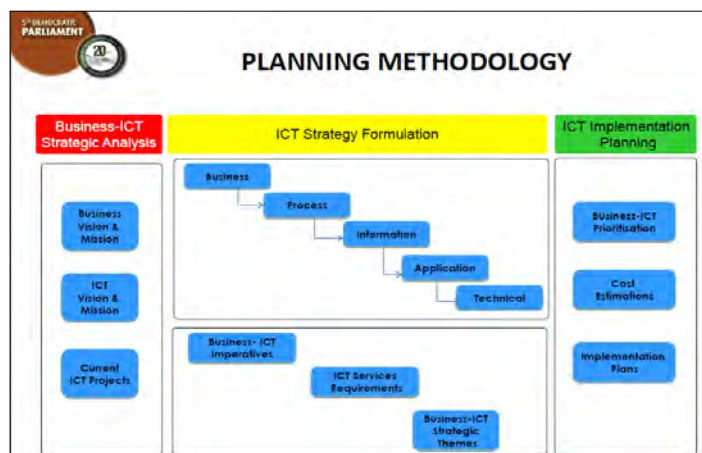 5TH DEMOCRATIC
PARLIAMENT
20
PLANNING METHODOLOGY
Business-ICT
Strategic Analysis
ICT Strategy Formulation
ICT Implementation
Planning
Business
Vision &
Mission
ICT
Vision &
Mission
Current
ICT Projects
Business
Process
Information
Application
Technical
Business- ICT
Imperatives
ICT Services
Requirements
Business-ICT
Strategic
Themes
Business-ICT
Prioritisation
Cost
Estimations
Implementation
Plans